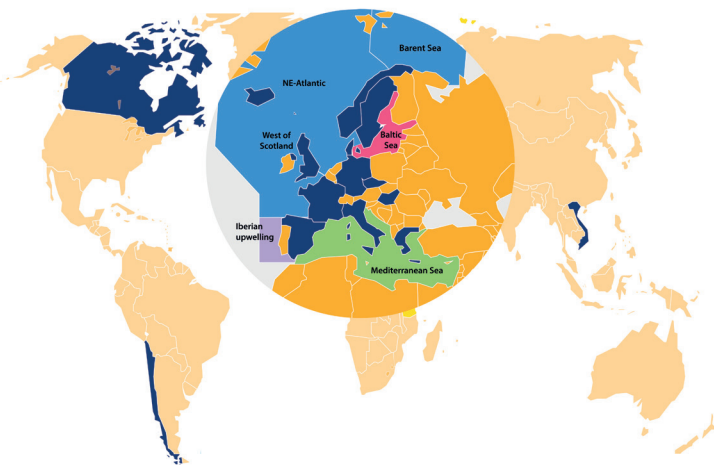 Barent Sea
NE-Atlantic
West of
Scotland
Baltic
Sea
Iberian
upwelling
Mediterranean Sea